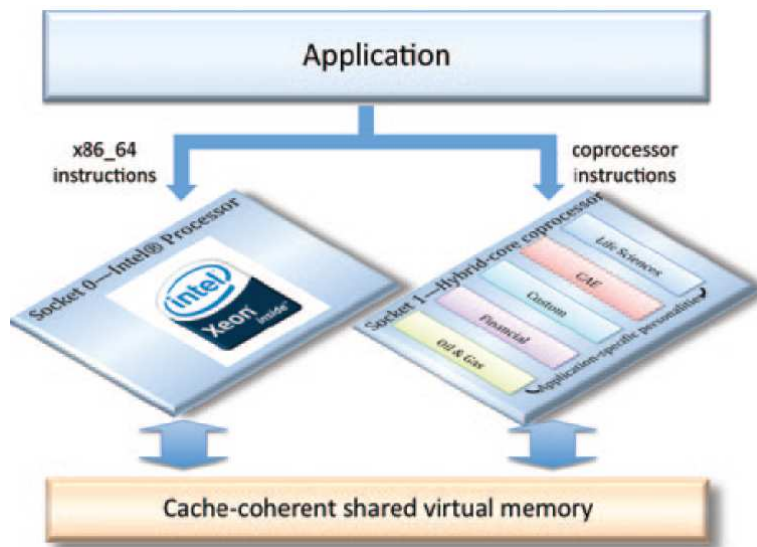 Application
x86_64
instructions
coprocessor
instructions
Socket 0—Intel® Processor
intel
Xeon®
inside™
Socket 1—Hybrid-core coprocessor
Life Sciences
CAE
Custom
Financial
Oil & Gas
Application-specific personalities
Cache-coherent shared virtual memory